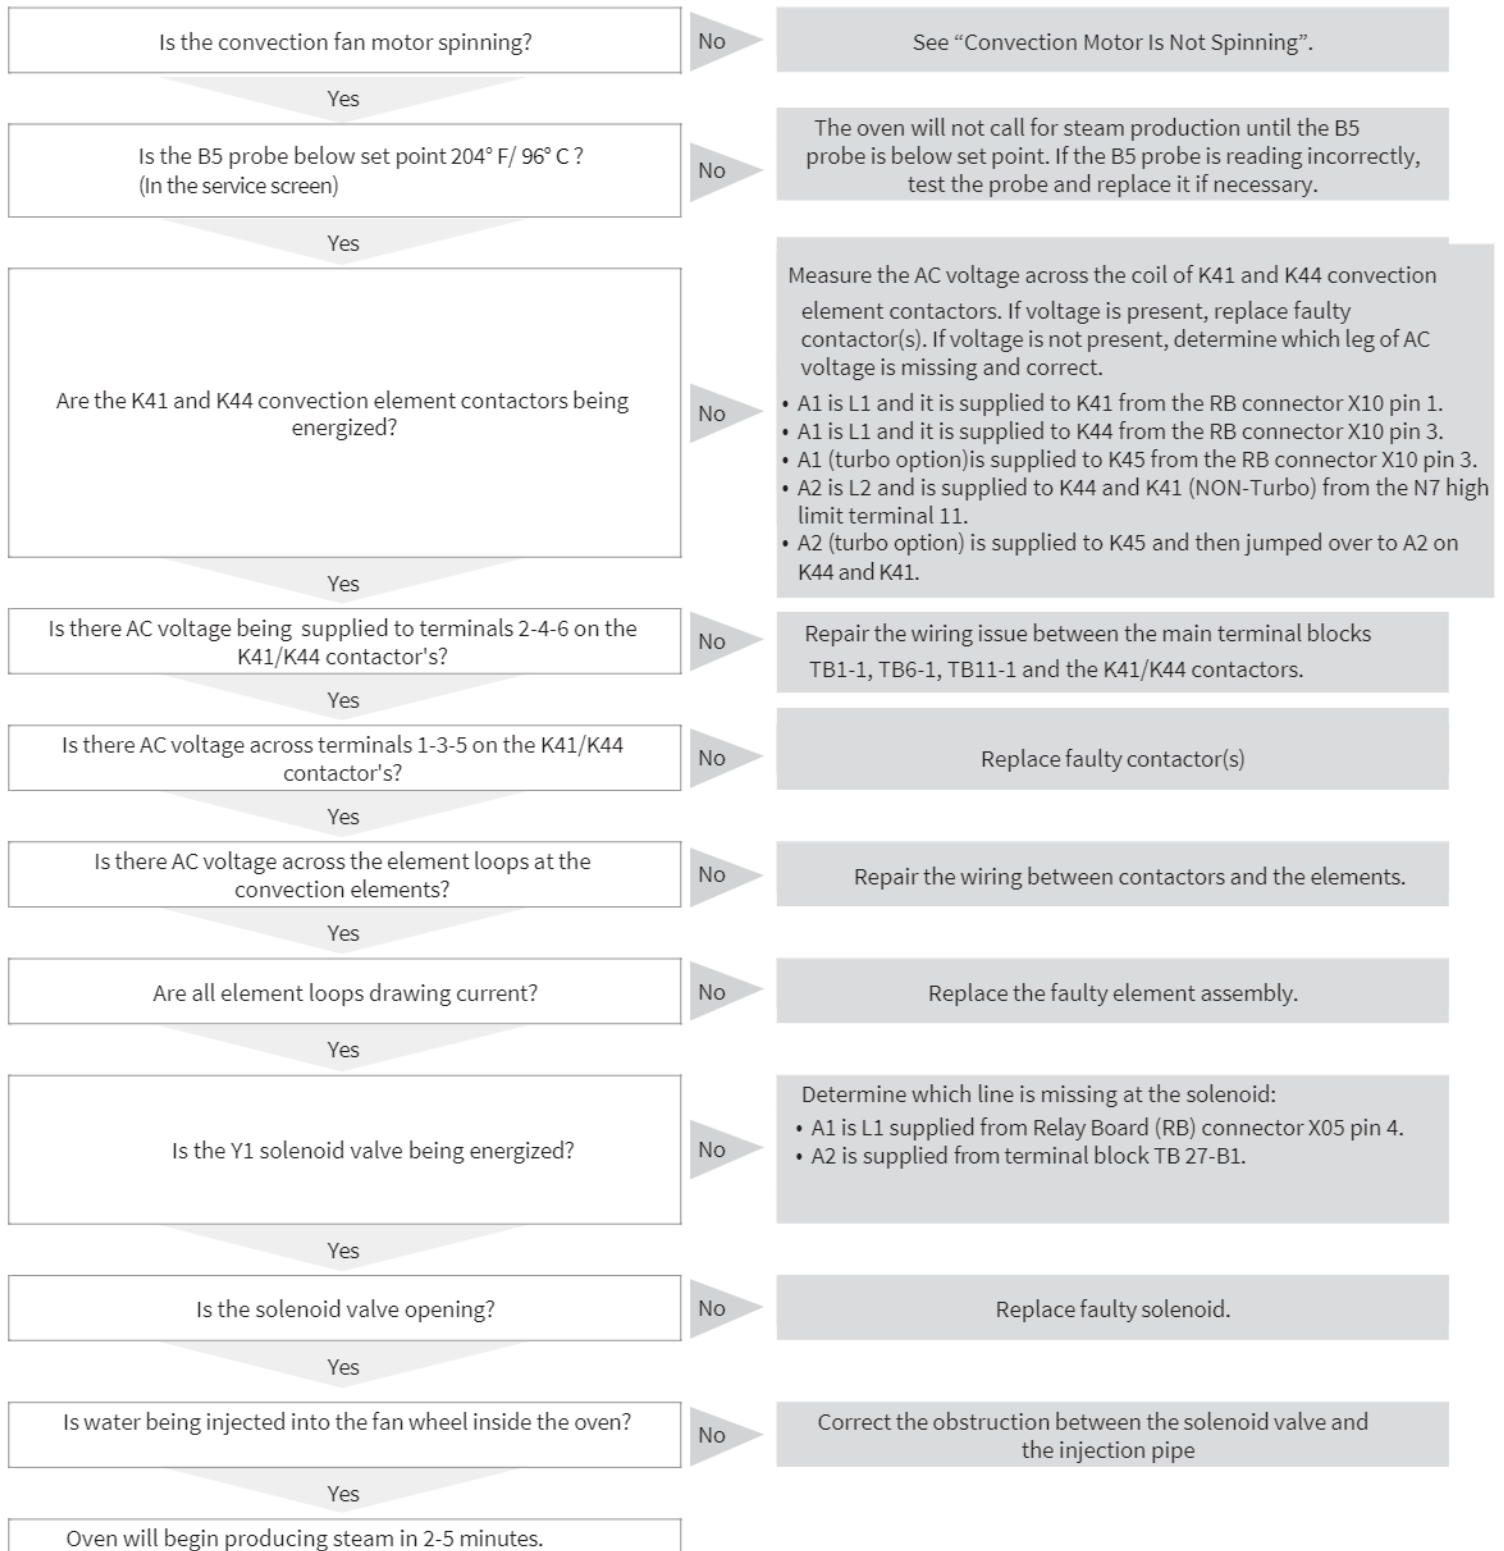 Is the convection fan motor spinning?
No
See “Convection Motor Is Not Spinning”.
Yes
Is the B5 probe below set point 204° F/ 96° C ?
(In the service screen)
No
The oven will not call for steam production until the B5
probe is below set point. If the B5 probe is reading incorrectly,
test the probe and replace it if necessary.
Yes
Are the K41 and K44 convection element contactors being
energized?
No
Measure the AC voltage across the coil of K41 and K44 convection
element contactors. If voltage is present, replace faulty
contactor(s). If voltage is not present, determine which leg of AC
voltage is missing and correct.
• A1 is L1 and it is supplied to K41 from the RB connector X10 pin 1.
• A1 is L1 and it is supplied to K44 from the RB connector X10 pin 3.
• A1 (turbo option)is supplied to K45 from the RB connector X10 pin 3.
• A2 is L2 and is supplied to K44 and K41 (NON-Turbo) from the N7 high
limit terminal 11.
• A2 (turbo option) is supplied to K45 and then jumped over to A2 on
K44 and K41.
Yes
Is there AC voltage being supplied to terminals 2-4-6 on the
K41/K44 contactor's?
No
Repair the wiring issue between the main terminal blocks
TB1-1, TB6-1, TB11-1 and the K41/K44 contactors.
Yes
Is there AC voltage across terminals 1-3-5 on the K41/K44
contactor's?
No
Replace faulty contactor(s)
Yes
Is there AC voltage across the element loops at the
convection elements?
No
Repair the wiring between contactors and the elements.
Yes
Are all element loops drawing current?
No
Replace the faulty element assembly.
Yes
Is the Y1 solenoid valve being energized?
No
Determine which line is missing at the solenoid:
• A1 is L1 supplied from Relay Board (RB) connector X05 pin 4.
• A2 is supplied from terminal block TB 27-B1.
Yes
Is the solenoid valve opening?
No
Replace faulty solenoid.
Yes
Is water being injected into the fan wheel inside the oven?
No
Correct the obstruction between the solenoid valve and
the injection pipe
Yes
Oven will begin producing steam in 2-5 minutes.